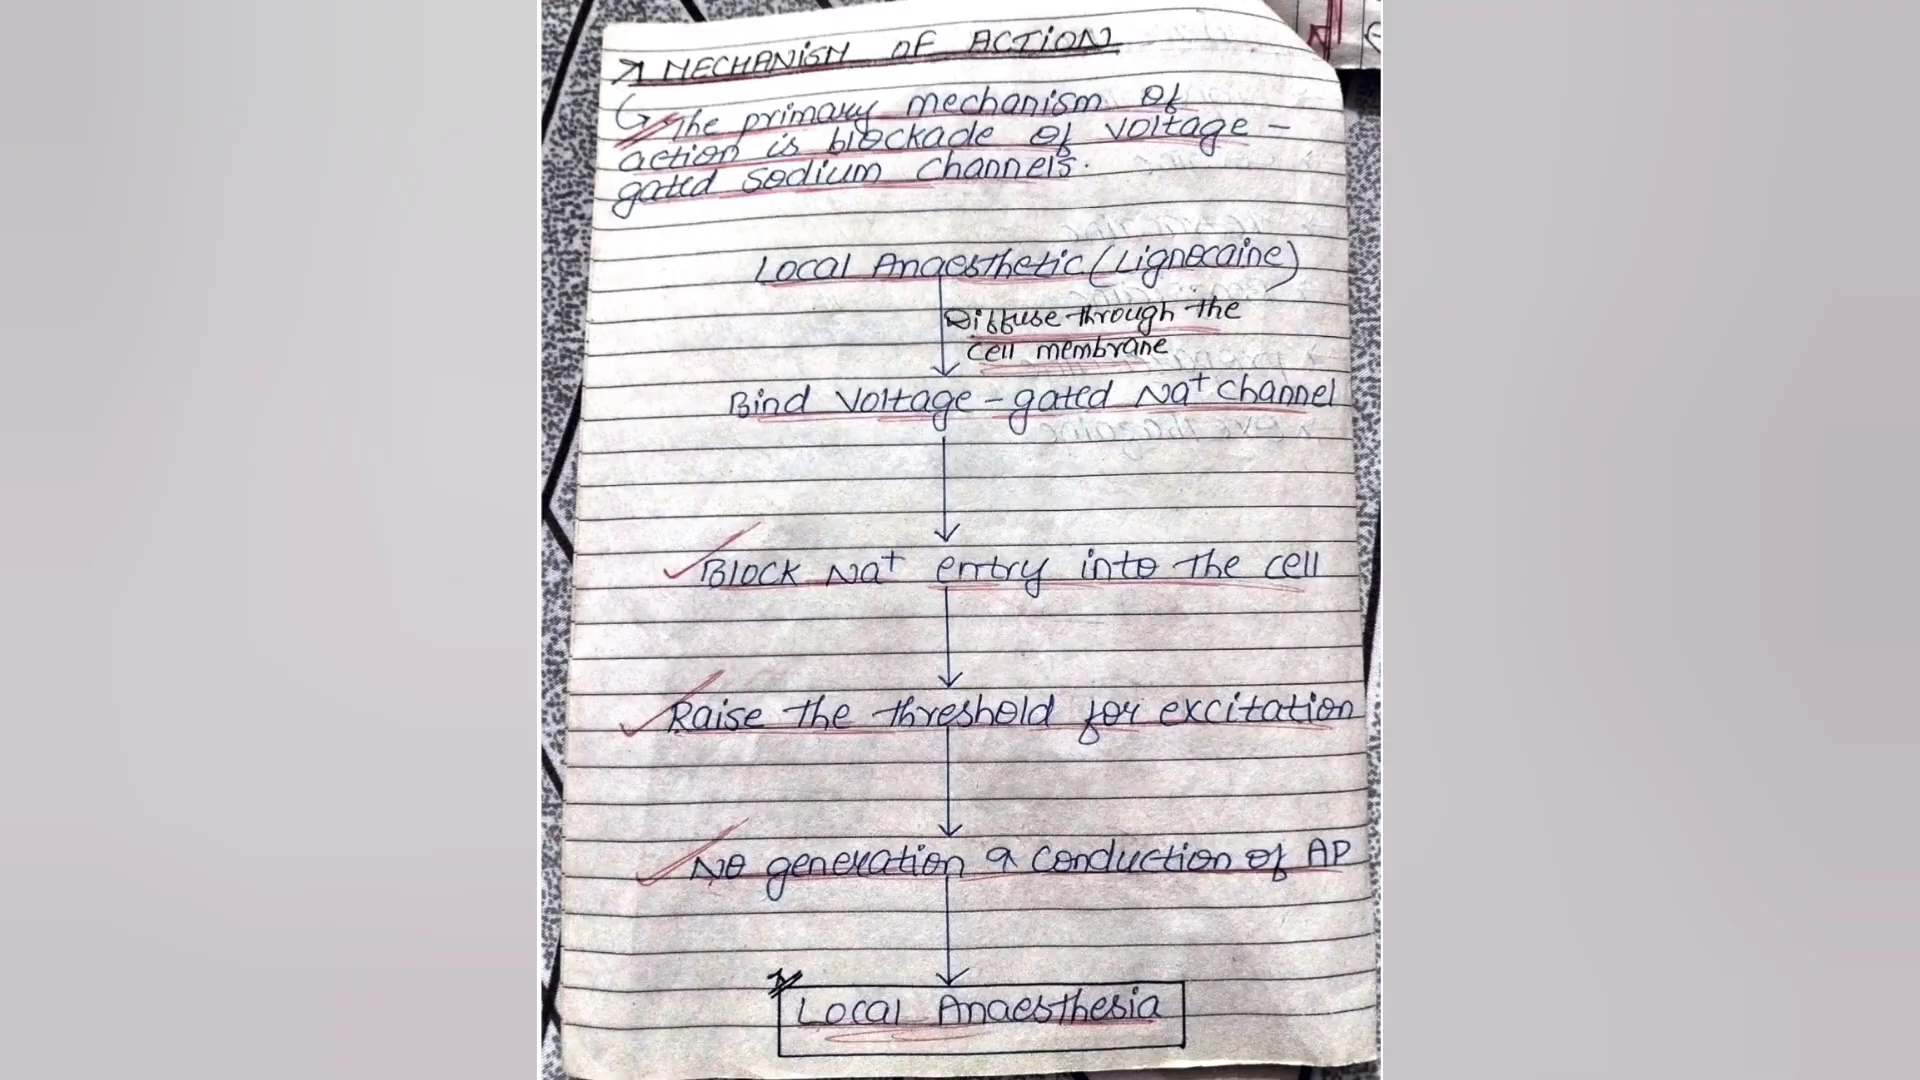 MECHANISM OF ACTION
The primary mechanism of
action is blockade of voltage-
gated sodium channels.
Local Anaesthetic (Lignocaine)
Diffuse through the
cell membrane
Bind Voltage-gated Na+ channel
Block Na+ entry into the cell
Raise the threshold for excitation
No generation & conduction of AP
Local Anaesthesia